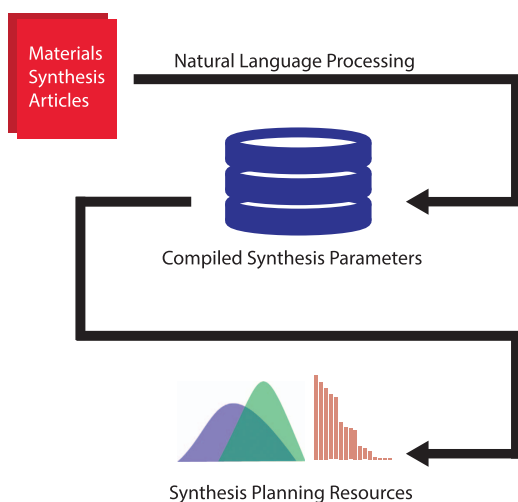 Materials
Synthesis
Articles
Natural Language Processing
Compiled Synthesis Parameters
Synthesis Planning Resources